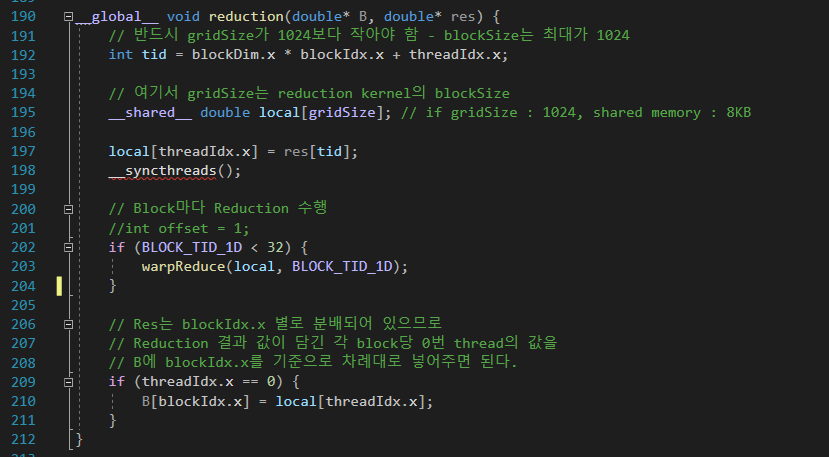 190 __global__ void reduction(double* B, double* res) {
191 // 반드시 gridSize가 1024보다 작아야 함 - blockSize는 최대가 1024
192 int tid = blockDim.x * blockIdx.x + threadIdx.x;
193
194 // 여기서 gridSize는 reduction kernel의 blockSize
195 __shared__ double local[gridSize]; // if gridSize : 1024, shared memory : 8KB
196
197 local[threadIdx.x] = res[tid];
198 __syncthreads();
199
200 // Block마다 Reduction 수행
201 //int offset = 1;
202 if (BLOCK_TID_1D < 32) {
203 warpReduce(local, BLOCK_TID_1D);
204 }
205
206 // Res는 blockIdx.x 별로 분배되어 있으므로
207 // Reduction 결과 값이 담긴 각 block당 0번 thread의 값을
208 // B에 blockIdx.x를 기준으로 차례대로 넣어주면 된다.
209 if (threadIdx.x == 0) {
210 B[blockIdx.x] = local[threadIdx.x];
211 }
212 }